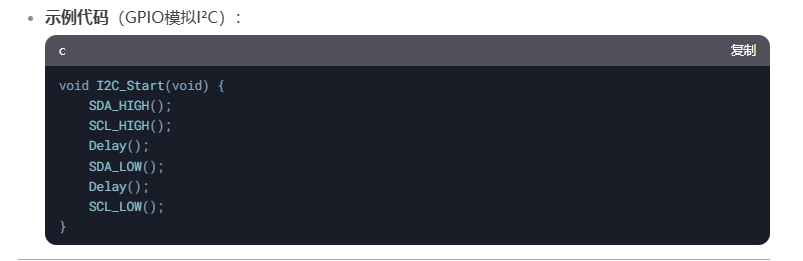 示例代码（GPIO模拟I²C）：
c 复制
void I2C_Start(void) {
    SDA_HIGH();
    SCL_HIGH();
    Delay();
    SDA_LOW();
    Delay();
    SCL_LOW();
}